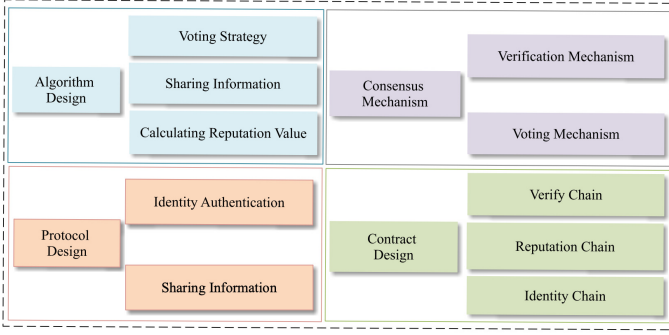 Algorithm
Design
Voting Strategy
Sharing Information
Calculating Reputation Value
Consensus
Mechanism
Verification Mechanism
Voting Mechanism
Protocol
Design
Identity Authentication
Sharing Information
Contract
Design
Verify Chain
Reputation Chain
Identity Chain